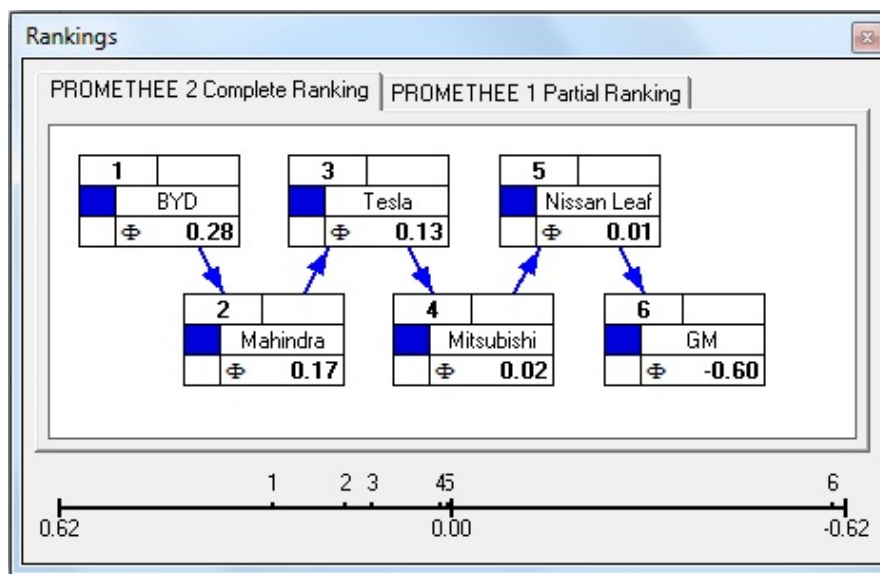 Rankings
PROMETHEE 2 Complete Ranking
PROMETHEE 1 Partial Ranking
1
BYD
Φ 0.28
3
Tesla
Φ 0.13
5
Nissan Leaf
Φ 0.01
2
Mahindra
Φ 0.17
4
Mitsubishi
Φ 0.02
6
GM
Φ -0.60
1 2 3 45 6
0.62 0.00 -0.62